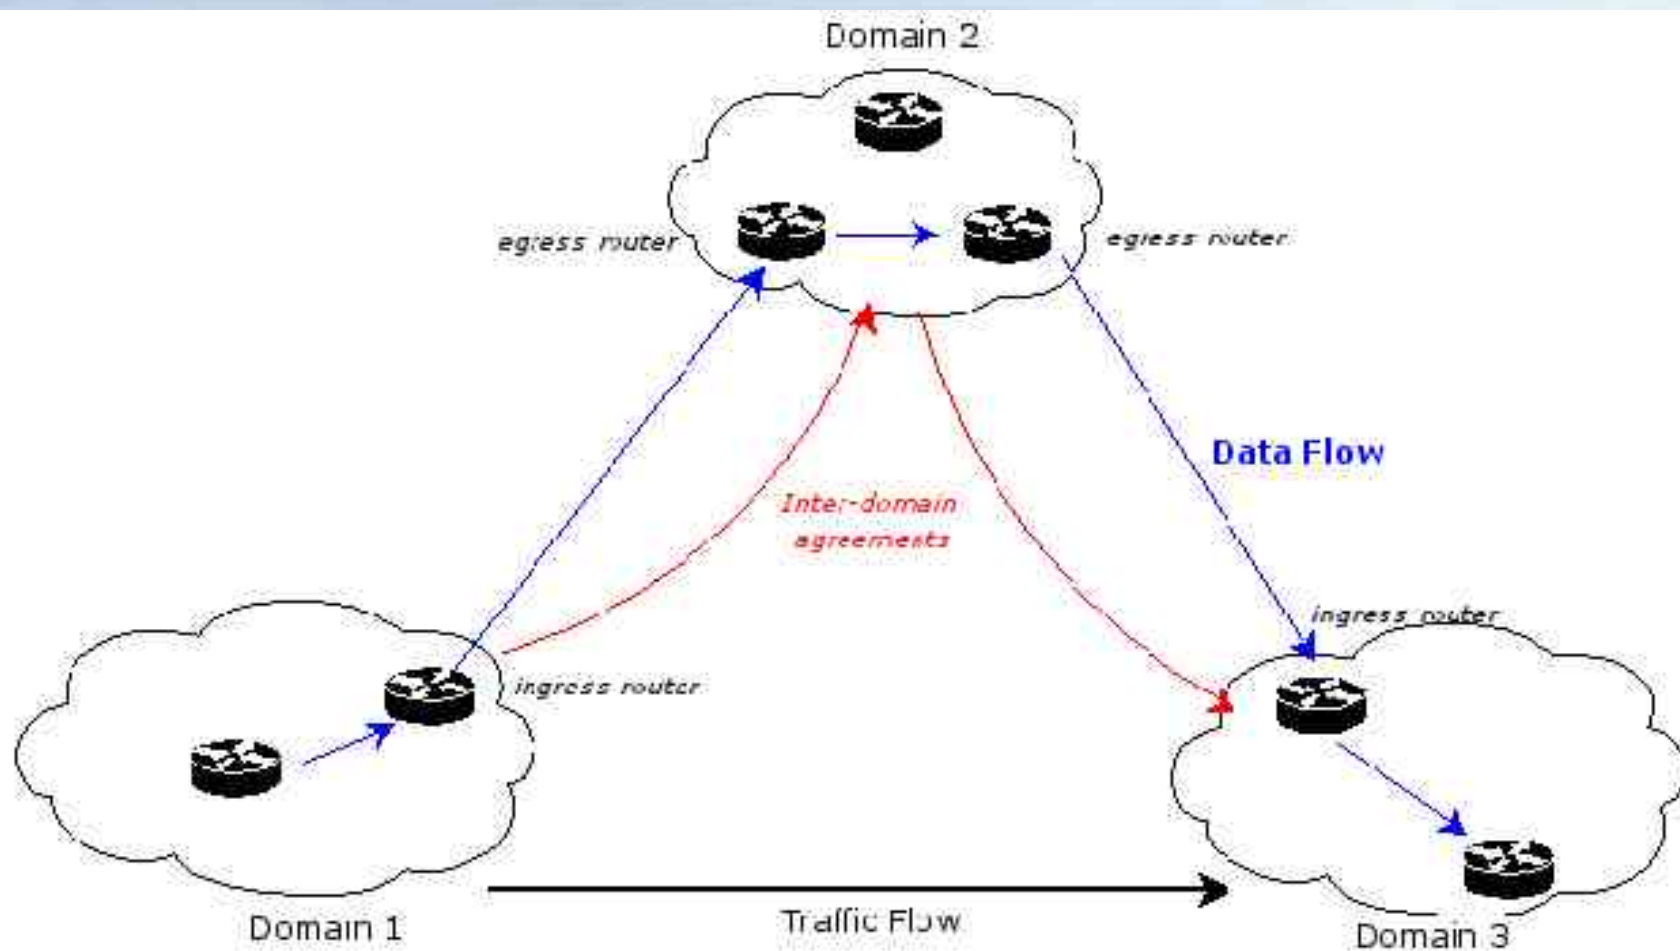 Domain 2
egress router
egress router
Data Flow
Inter-domain
agreements
ingress router
ingress router
Domain 1
Traffic Flow
Domain 3